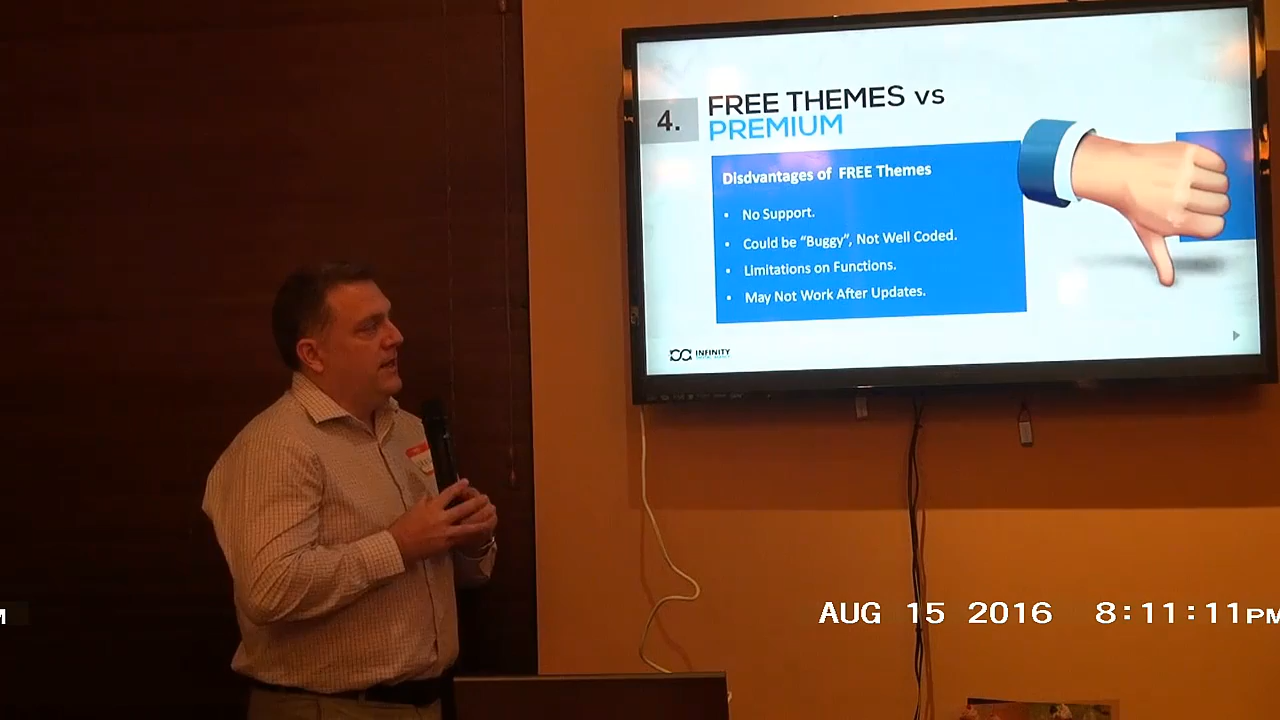 4.
FREE THEMES vs
PREMIUM
Disdvantages of FREE Themes
• No Support.
• Could be “Buggy”, Not Well Coded.
• Limitations on Functions.
• May Not Work After Updates.
INFINITY
M
AUG 15 2016 8:11:11PM